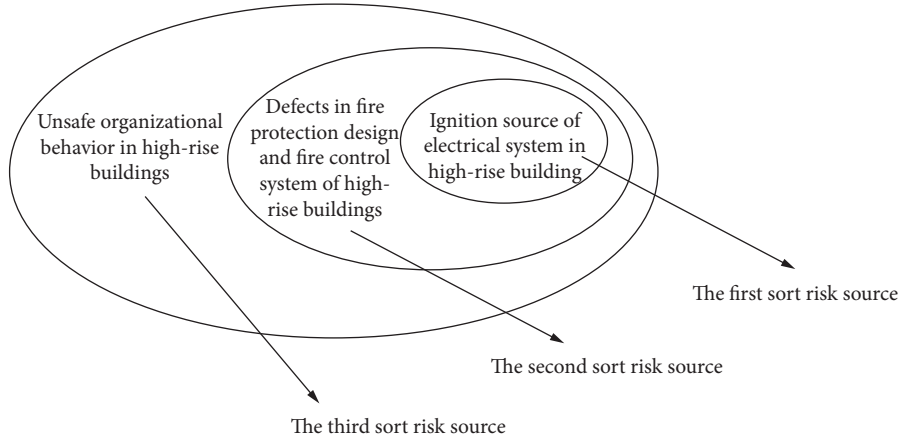 Unsafe organizational
behavior in high-rise
buildings
Defects in fire
protection design
and fire control
system of high-
rise buildings
Ignition source of
electrical system in
high-rise building
The first sort risk source
The second sort risk source
The third sort risk source